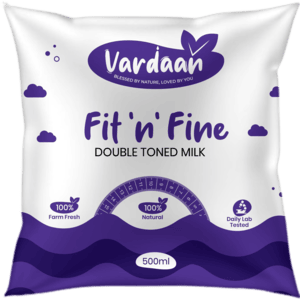 Vardaan
BLESSED BY NATURE, LOVED BY YOU
Fit 'n' Fine
DOUBLE TONED MILK
100%
Farm Fresh
100%
Natural
Daily Lab
Tested
500ml